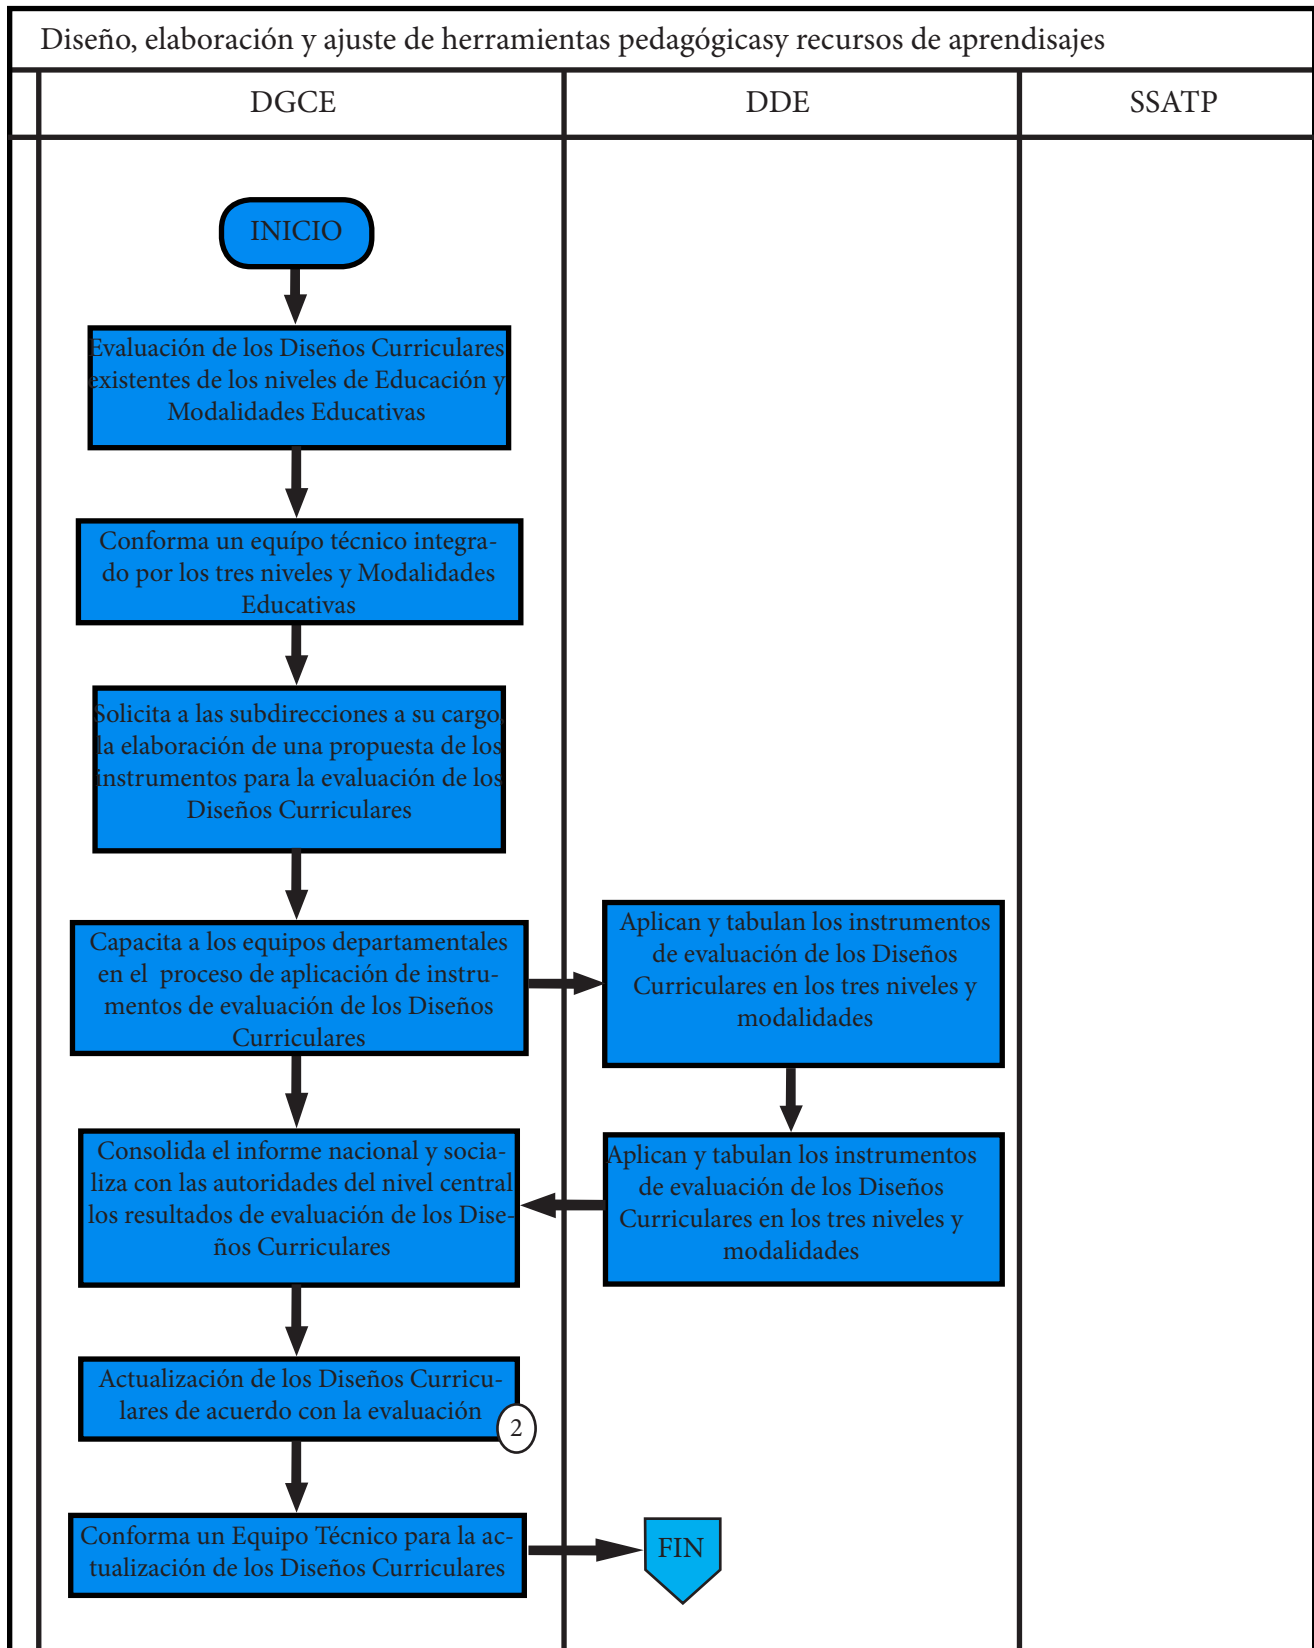 Diseño, elaboración y ajuste de herramientas pedagógicasy recursos de aprendisajes
DGCE
DDE
SSATP
INICIO
Evaluación de los Diseños Curriculares
existentes de los niveles de Educación y
Modalidades Educativas
Conforma un equípo técnico integra-
do por los tres niveles y Modalidades
Educativas
Solicita a las subdirecciones a su cargo
la elaboración de una propuesta de los
instrumentos para la evaluación de los
Diseños Curriculares
Capacita a los equipos departamentales
en el proceso de aplicación de instru-
mentos de evaluación de los Diseños
Curriculares
Aplican y tabulan los instrumentos
de evaluación de los Diseños
Curriculares en los tres niveles y
modalidades
Aplican y tabulan los instrumentos
de evaluación de los Diseños
Curriculares en los tres niveles y
modalidades
Consolida el informe nacional y socia-
liza con las autoridades del nivel central
los resultados de evaluación de los Dise-
ños Curriculares
Actualización de los Diseños Curricu-
lares de acuerdo con la evaluación
2
Conforma un Equipo Técnico para la ac-
tualización de los Diseños Curriculares
FIN